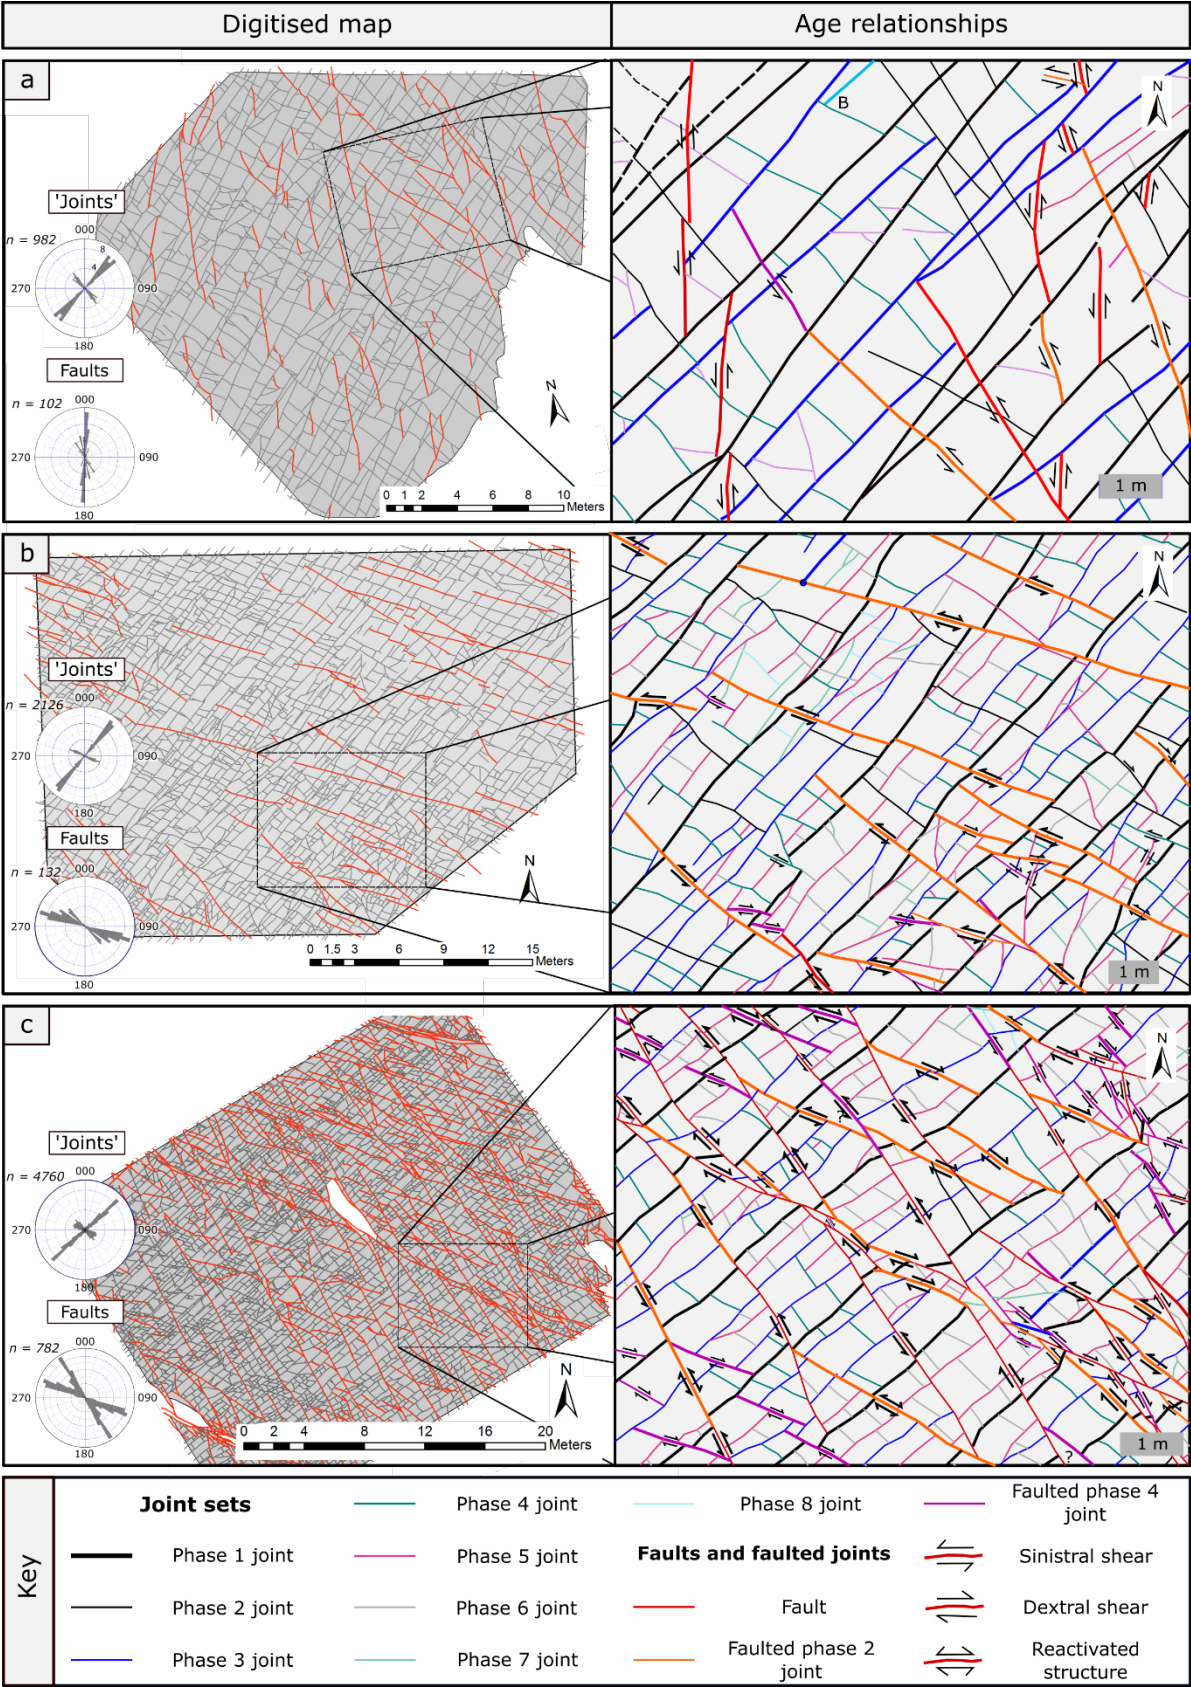 Digitised map
Age relationships
a
'Joints'
n = 982
000
8
4
270
090
180
Faults
n = 102
000
270
090
180
N
0 1 2 4 6 8 10
Meters
B
N
1 m
b
'Joints'
n = 2126
000
270
090
180
Faults
n = 132
000
270
090
180
N
0 1.5 3 6 9 12 15
Meters
N
1 m
c
'Joints'
n = 4760
000
270
090
180
Faults
n = 782
000
270
090
180
N
0 2 4 8 12 16 20
Meters
N
?
?
1 m
Key
Joint sets
Phase 1 joint
Phase 2 joint
Phase 3 joint
Phase 4 joint
Phase 5 joint
Phase 6 joint
Phase 7 joint
Phase 8 joint
Faults and faulted joints
Fault
Faulted phase 2
joint
Faulted phase 4
joint
Sinistral shear
Dextral shear
Reactivated
structure